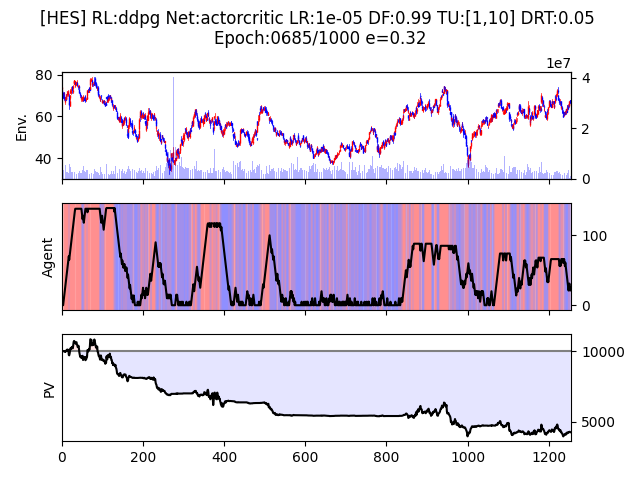 [HES] RL:ddpg Net:actorcritic LR:1e-05 DF:0.99 TU:[1,10] DRT:0.05
Epoch:0685/1000 e=0.32
1e7
80
60
40
Env.
4
2
0
Agent
100
0
PV
10000
5000
0 200 400 600 800 1000 1200